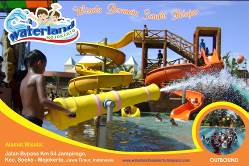 Wisata Bermain Sambil Belajar
waterland
Alamat Wisata:
Jalan Bypass Km 54 Jampirogo,
Kec. Sooko - Mojokerto, Jawa Timur, Indonesia
OUTBOUND